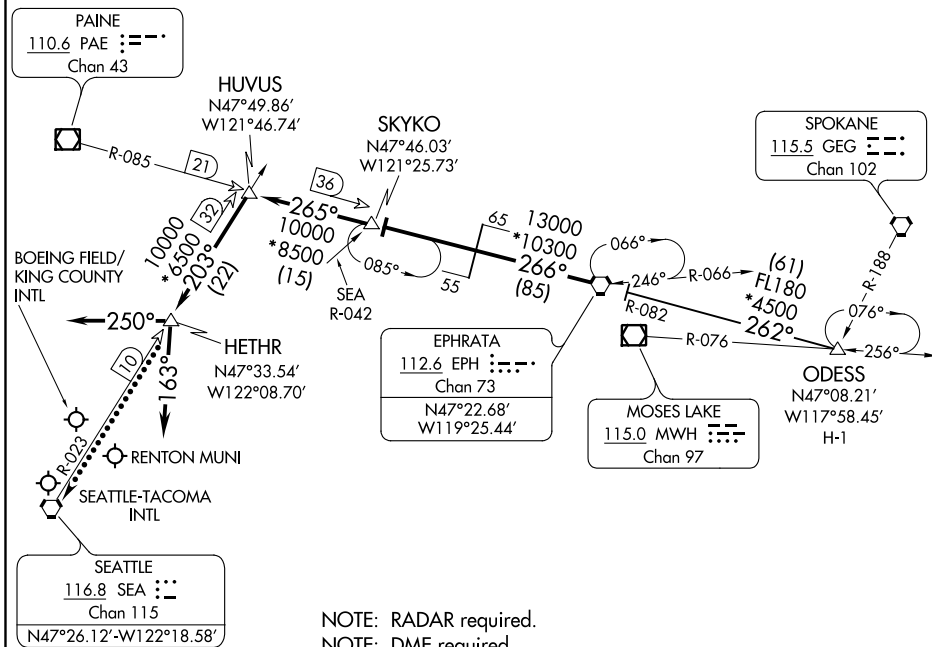 PAINE
110.6 PAE
Chan 43
R-085
21
HUVUS
N47°49.86′
W121°46.74′
36
SKYKO
N47°46.03′
W121°25.73′
265°
10000
*8500
(15)
085°
SEA
R-042
65
55
13000
*10300
266°
(85)
SPOKANE
115.5 GEG
Chan 102
R-188
066°
246°
R-066
R-082
(61)
FL180
*4500
262°
076°
256°
R-076
ODESS
N47°08.21′
W117°58.45′
H-1
EPHRATA
112.6 EPH
Chan 73
N47°22.68′
W119°25.44′
MOSES LAKE
115.0 MWH
Chan 97
10000
*6500
203°
(22)
32
BOEING FIELD/
KING COUNTY
INTL
250°
163°
HETHR
N47°33.54′
W122°08.70′
10
R-023
RENTON MUNI
SEATTLE-TACOMA
INTL
SEATTLE
116.8 SEA
Chan 115
N47°26.12′-W122°18.58′
NOTE: RADAR required.
NOTE: DME required.